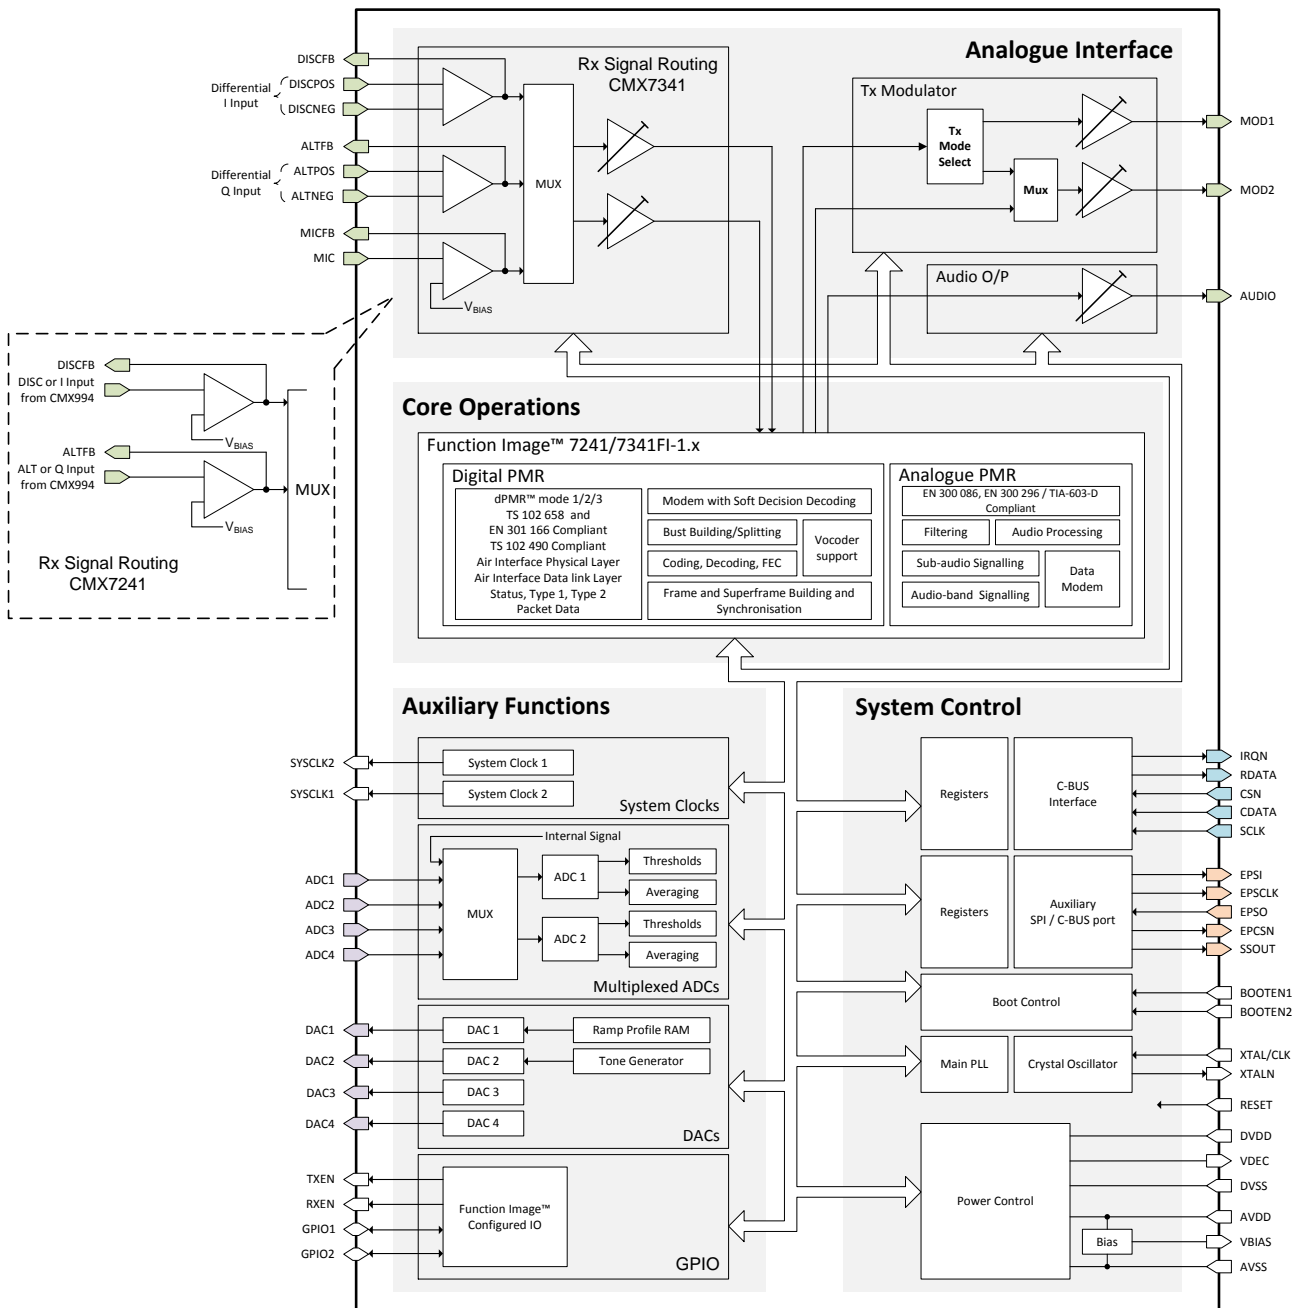 Analogue Interface
Rx Signal Routing
CMX7341
DISCFB
Differential
I Input
DISCPOS
DISCNEG
ALTFB
Differential
Q Input
ALTPOS
ALTNEG
MICFB
MIC
MUX
VBIAS
Tx Modulator
Tx
Mode
Select
Mux
MOD1
MOD2
Audio O/P
AUDIO
DISCFB
DISC or I Input
from CMX994
VBIAS
ALTFB
ALT or Q Input
from CMX994
VBIAS
MUX
Rx Signal Routing
CMX7241
Core Operations
Function Image™ 7241/7341FI-1.x
Digital PMR
dPMR™ mode 1/2/3
TS 102 658 and
EN 301 166 Compliant
TS 102 490 Compliant
Air Interface Physical Layer
Air Interface Data link Layer
Status, Type 1, Type 2
Packet Data
Modem with Soft Decision Decoding
Bust Building/Splitting
Vocoder
support
Coding, Decoding, FEC
Frame and Superframe Building and
Synchronisation
Analogue PMR
EN 300 086, EN 300 296 / TIA-603-D
Compliant
Filtering
Audio Processing
Sub-audio Signalling
Data
Modem
Audio-band Signalling
Auxiliary Functions
SYSCLK2
System Clock 1
SYSCLK1
System Clock 2
System Clocks
Internal Signal
ADC1
ADC2
ADC3
ADC4
MUX
ADC 1
Thresholds
Averaging
ADC 2
Thresholds
Averaging
Multiplexed ADCs
DAC1
DAC 1
Ramp Profile RAM
DAC2
DAC 2
Tone Generator
DAC3
DAC 3
DAC4
DAC 4
DACs
TXEN
RXEN
GPIO1
GPIO2
Function Image™
Configured IO
GPIO
System Control
Registers
C-BUS
Interface
IRQN
RDATA
CSN
CDATA
SCLK
Registers
Auxiliary
SPI / C-BUS port
EPSI
EPSCLK
EPSO
EPCSN
SSOUT
Boot Control
BOOTEN1
BOOTEN2
Main PLL
Crystal Oscillator
XTAL/CLK
XTALN
RESET
Power Control
Bias
DVDD
VDEC
DVSS
AVDD
VBIAS
AVSS